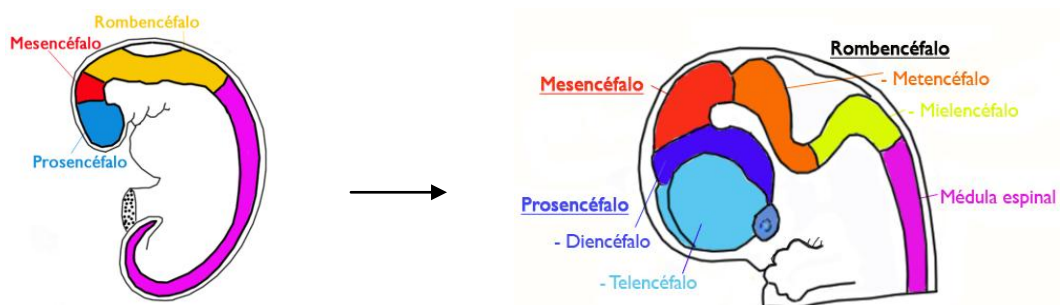 Rombencéfalo
Mesencéfalo
Prosencéfalo
Rombencéfalo
- Metencéfalo
Mesencéfalo
- Mielencéfalo
Médula espinal
Prosencéfalo
- Diencéfalo
- Telencéfalo